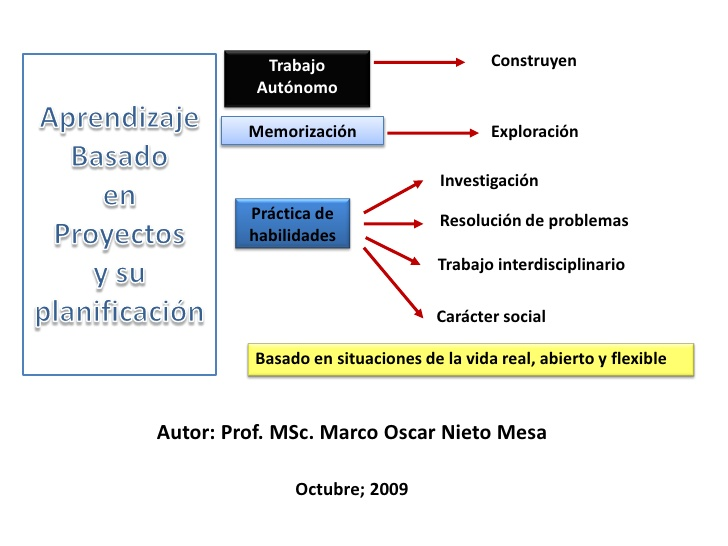 Aprendizaje
Basado
en
Proyectos
y su
planificación
Trabajo
Autónomo
Construyen
Memorización
Exploración
Práctica de
habilidades
Investigación
Resolución de problemas
Trabajo interdisciplinario
Carácter social
Basado en situaciones de la vida real, abierto y flexible
Autor: Prof. MSc. Marco Oscar Nieto Mesa
Octubre; 2009